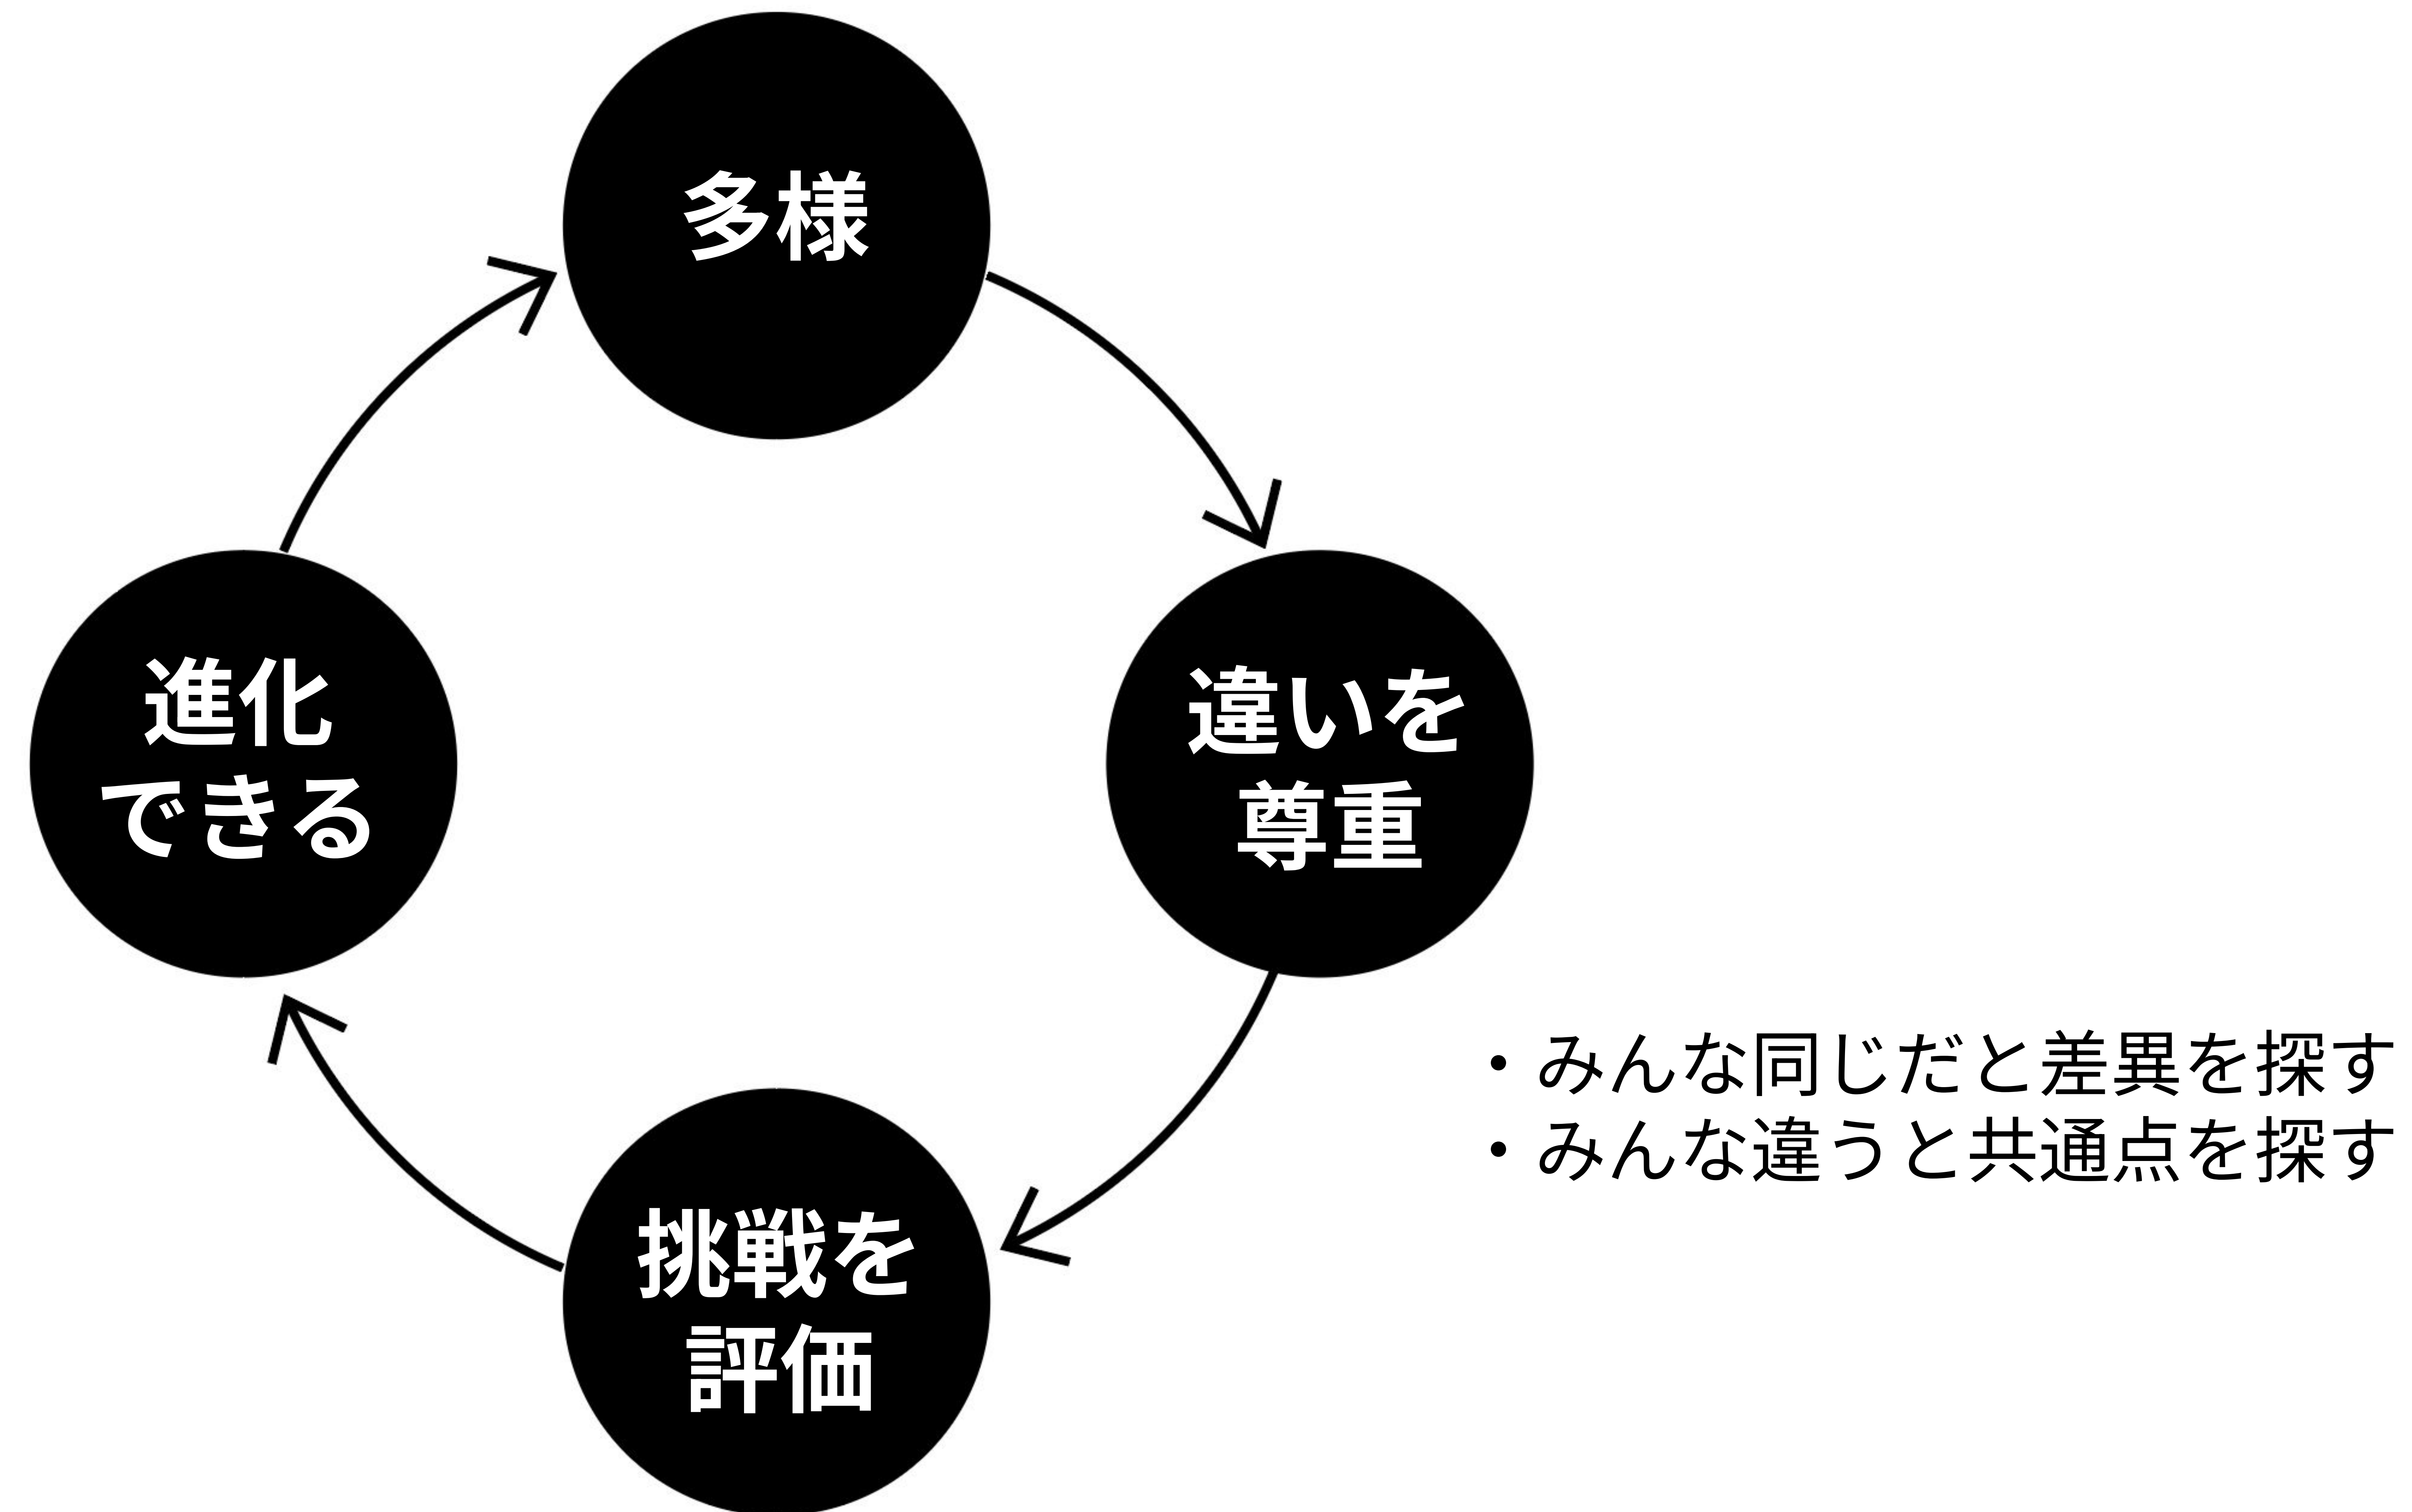 多様
違いを
尊重
挑戦を
評価
進化
できる
・みんな同じだと差異を探す
・みんな違うと共通点を探す